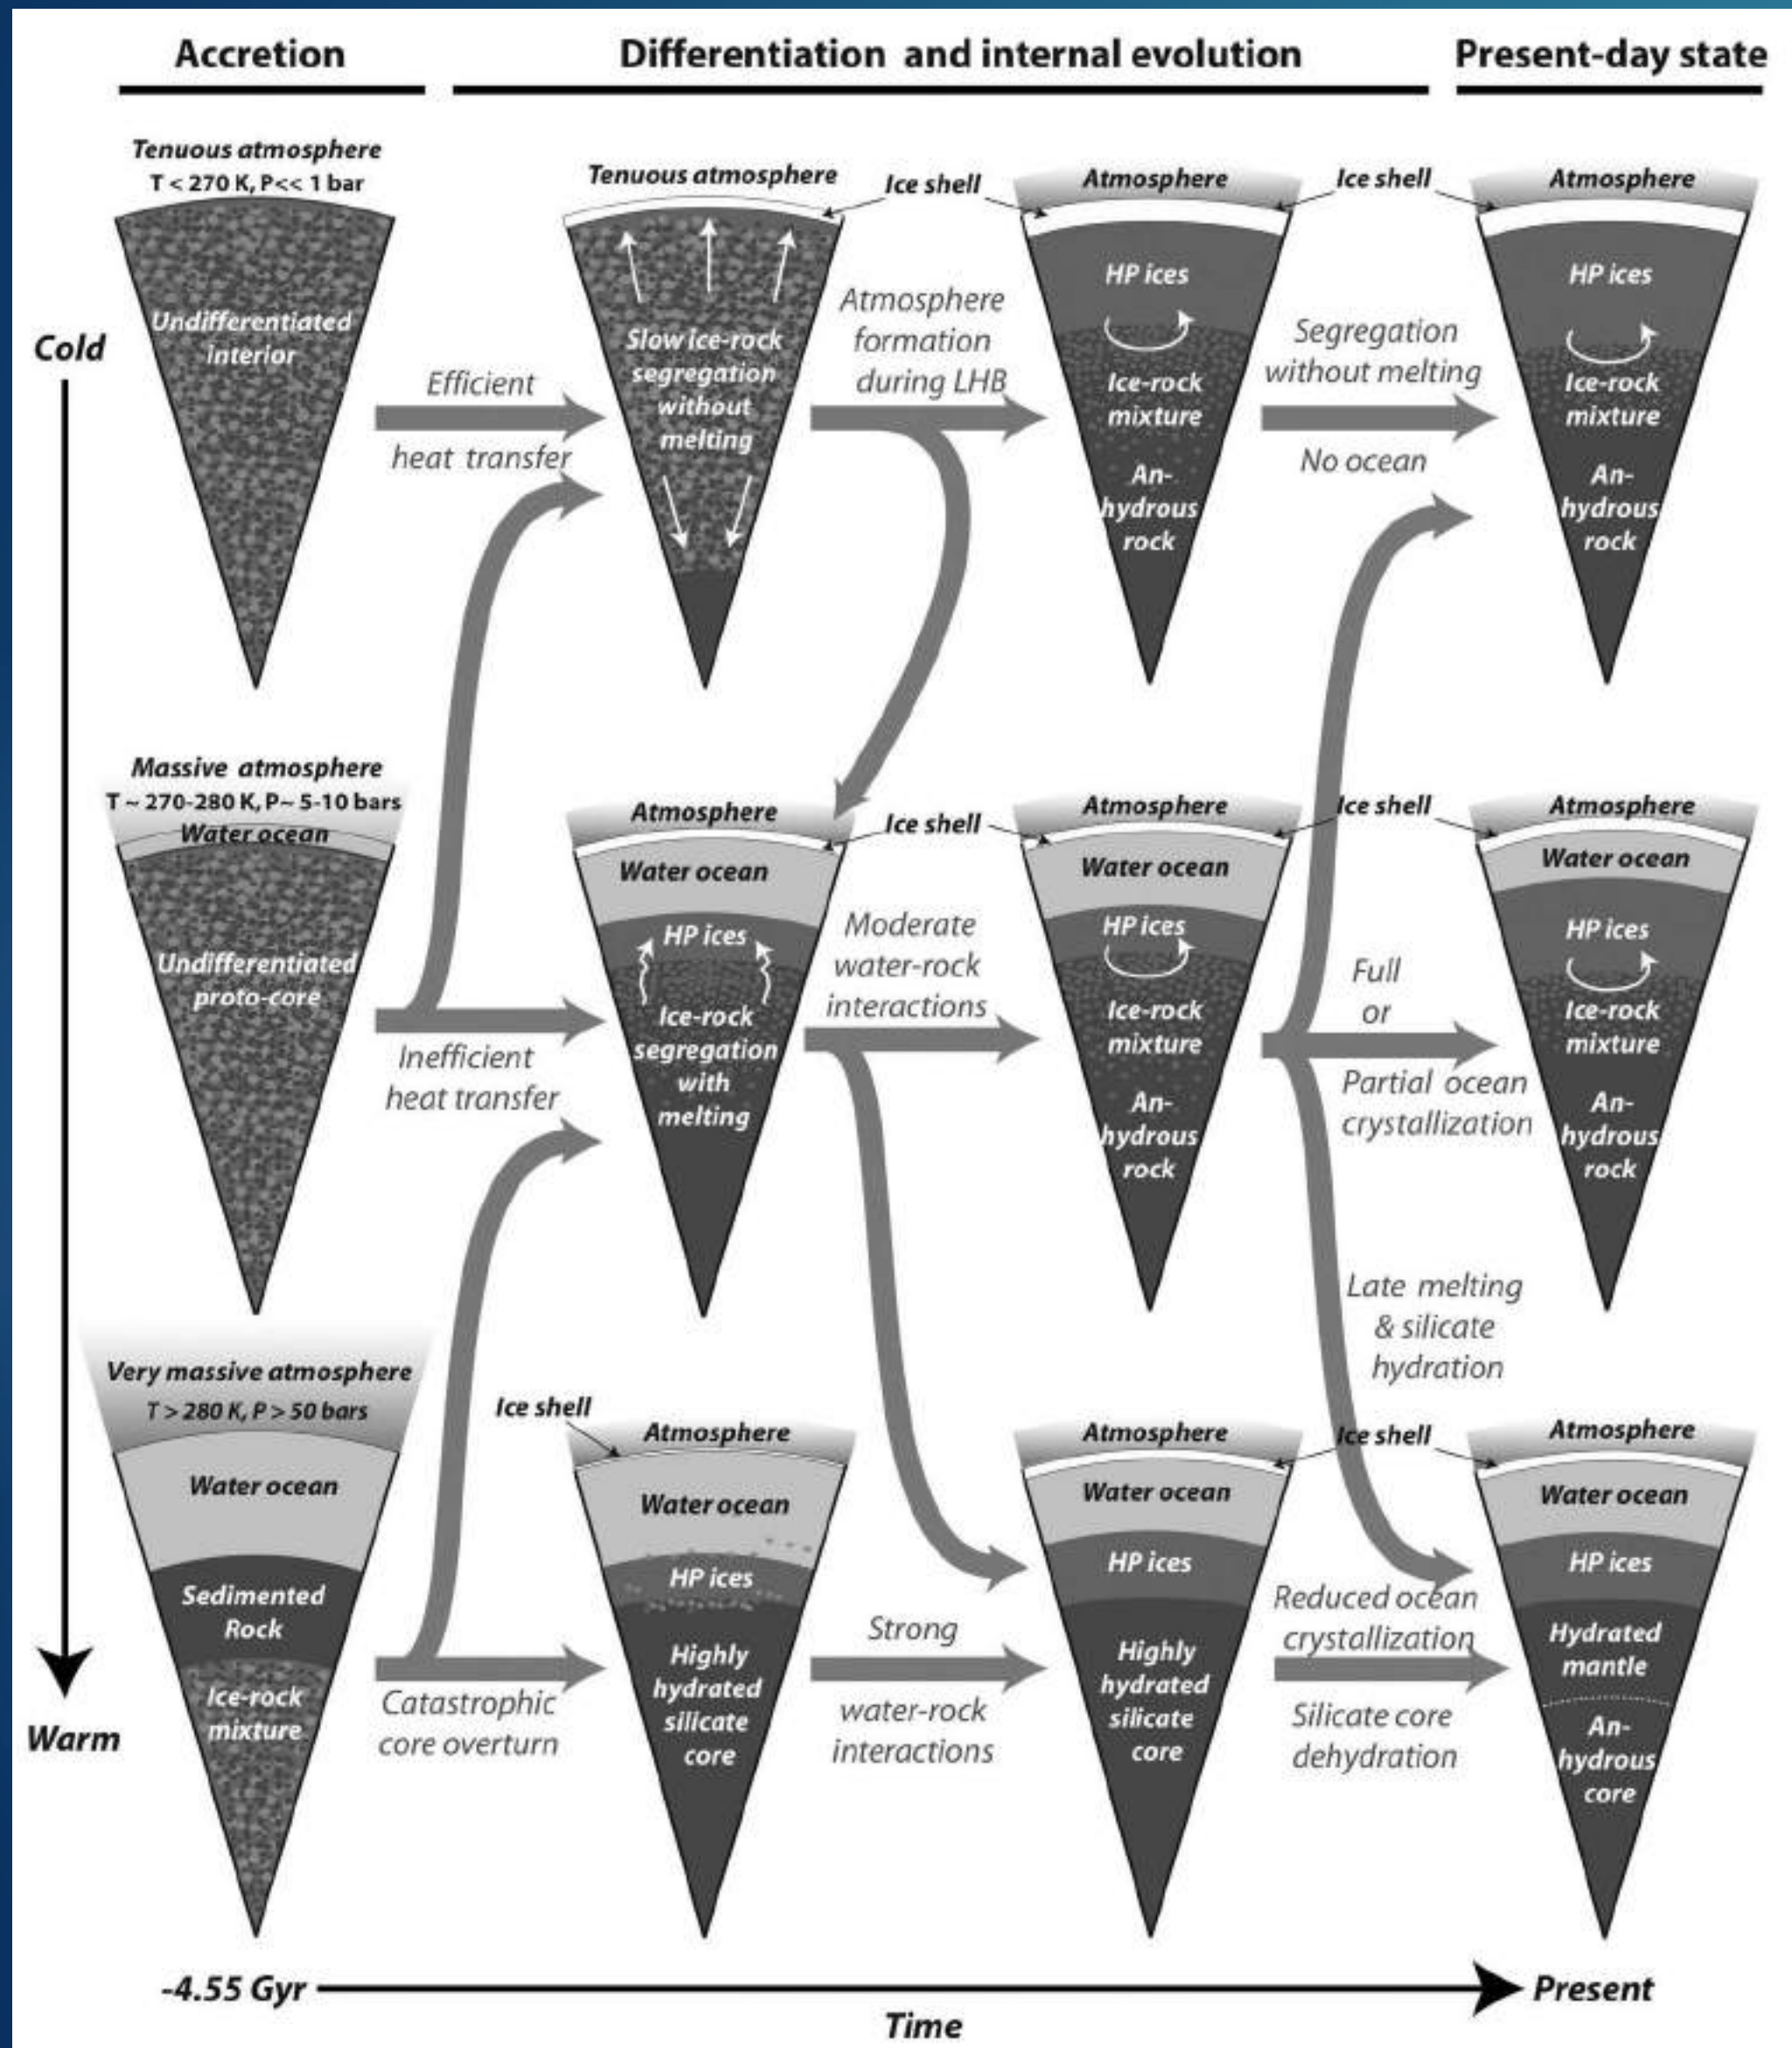 Accretion
Differentiation and internal evolution
Present-day state
Tenuous atmosphere
T < 270 K, P<< 1 bar
Undifferentiated
interior
Cold
Efficient
heat transfer
Tenuous atmosphere
Slow ice-rock
segregation
without
melting
Ice shell
Atmosphere
formation
during LHB
Atmosphere
HP ices
Ice-rock
mixture
An-
hydrous
rock
Ice shell
Segregation
without melting
No ocean
Atmosphere
HP ices
Ice-rock
mixture
An-
hydrous
rock
Massive atmosphere
T ~ 270-280 K, P~ 5-10 bars
Water ocean
Undifferentiated
proto-core
Inefficient
heat transfer
Atmosphere
Water ocean
HP ices
Ice-rock
segregation
with
melting
Ice shell
Moderate
water-rock
interactions
Atmosphere
Water ocean
HP ices
Ice-rock
mixture
An-
hydrous
rock
Ice shell
Full
or
Partial ocean
crystallization
Atmosphere
Water ocean
HP ices
Ice-rock
mixture
An-
hydrous
rock
Late melting
& silicate
hydration
Very massive atmosphere
T > 280 K, P > 50 bars
Water ocean
Sedimented
Rock
Ice-rock
mixture
Warm
Catastrophic
core overturn
Ice shell
Atmosphere
Water ocean
HP ices
Highly
hydrated
silicate
core
Strong
water-rock
interactions
Atmosphere
Water ocean
HP ices
Highly
hydrated
silicate
core
Ice shell
Reduced ocean
crystallization
Silicate core
dehydration
Atmosphere
Water ocean
HP ices
Hydrated
mantle
An-
hydrous
core
-4.55 Gyr
Present
Time